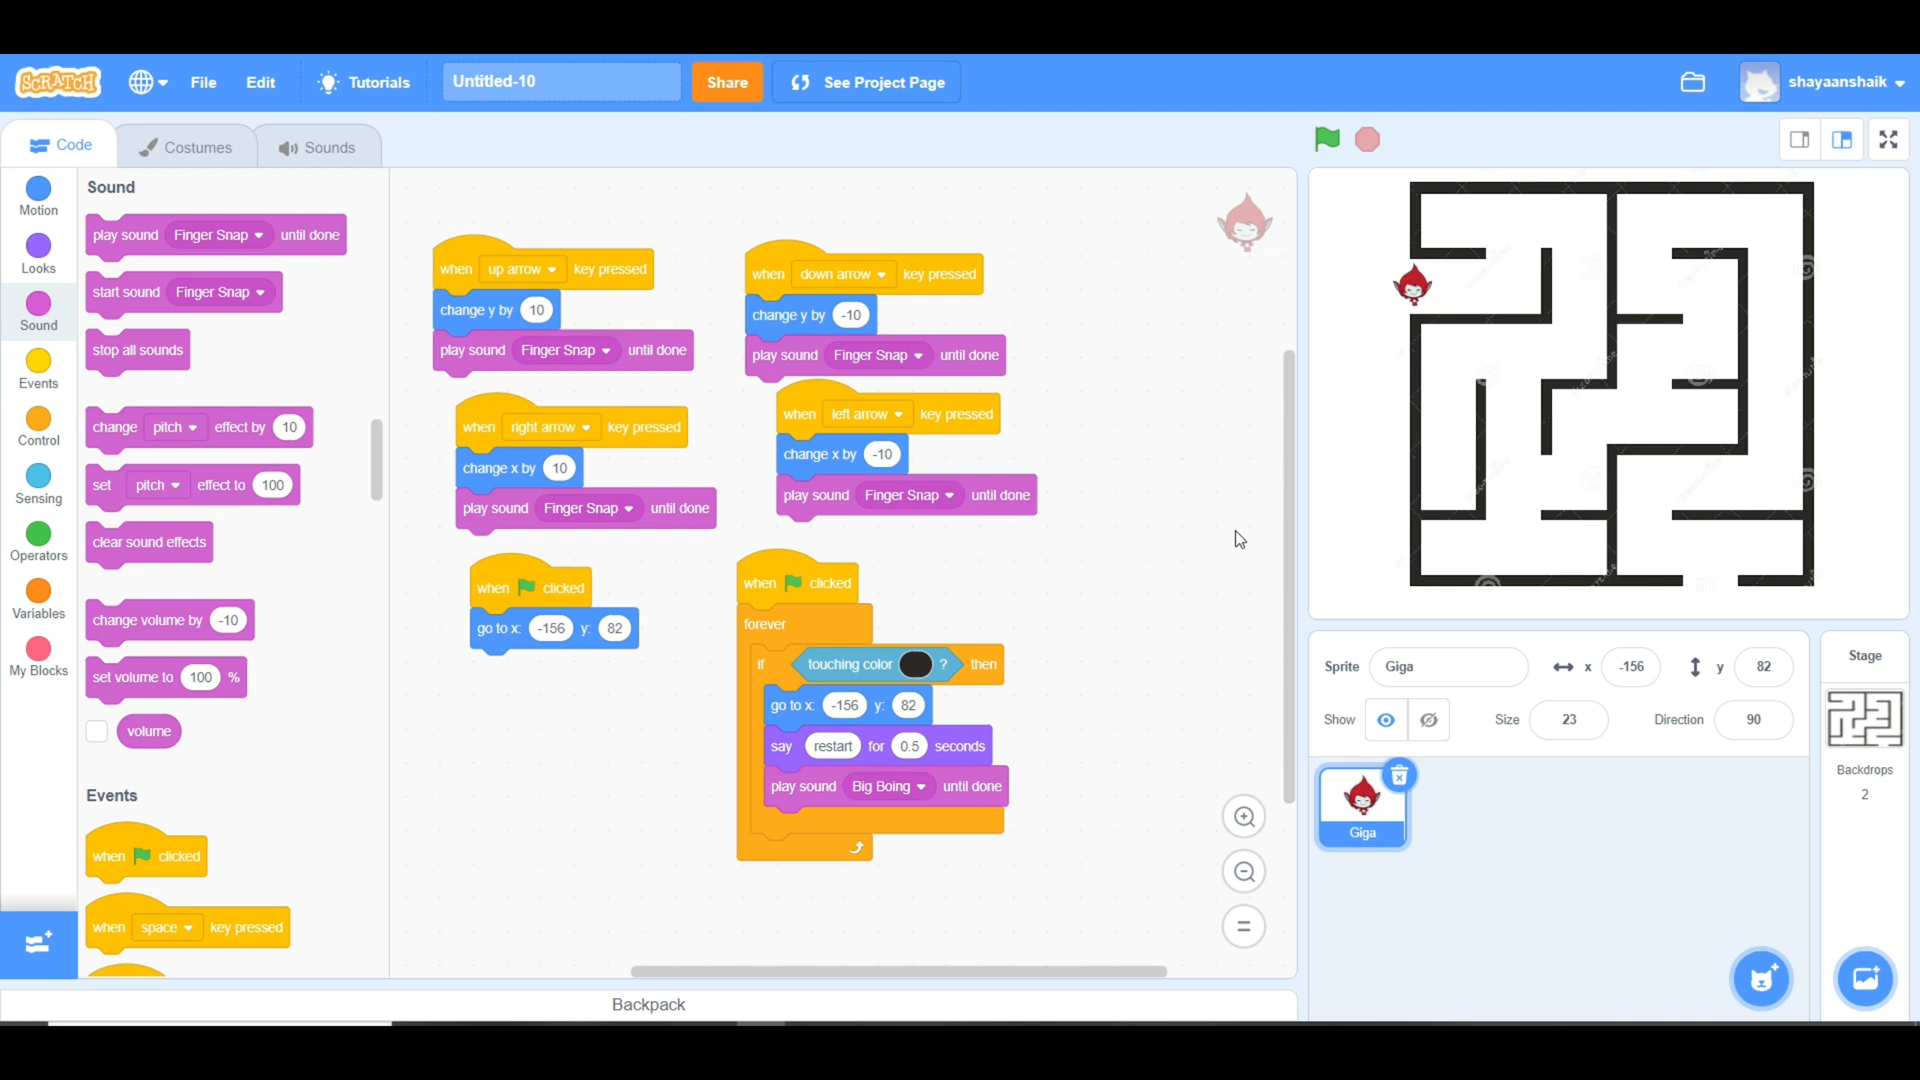 SCRATCH File Edit Tutorials Untitled-10 Share See Project Page shayaanshaik
Code Costumes Sounds
Motion
Looks
Sound
Events
Control
Sensing
Operators
Variables
My Blocks
Sound
play sound Finger Snap until done
start sound Finger Snap
stop all sounds
change pitch effect by 10
set pitch effect to 100
clear sound effects
change volume by -10
set volume to 100 %
volume
Events
when clicked
when space key pressed
when up arrow key pressed
change y by 10
play sound Finger Snap until done
when down arrow key pressed
change y by -10
play sound Finger Snap until done
when right arrow key pressed
change x by 10
play sound Finger Snap until done
when left arrow key pressed
change x by -10
play sound Finger Snap until done
when clicked
go to x: -156 y: 82
when clicked
forever
if touching color ? then
go to x: -156 y: 82
say restart for 0.5 seconds
play sound Big Boing until done
Backpack
Sprite Giga x -156 y 82
Show Size 23 Direction 90
Giga
Stage
Backdrops
2